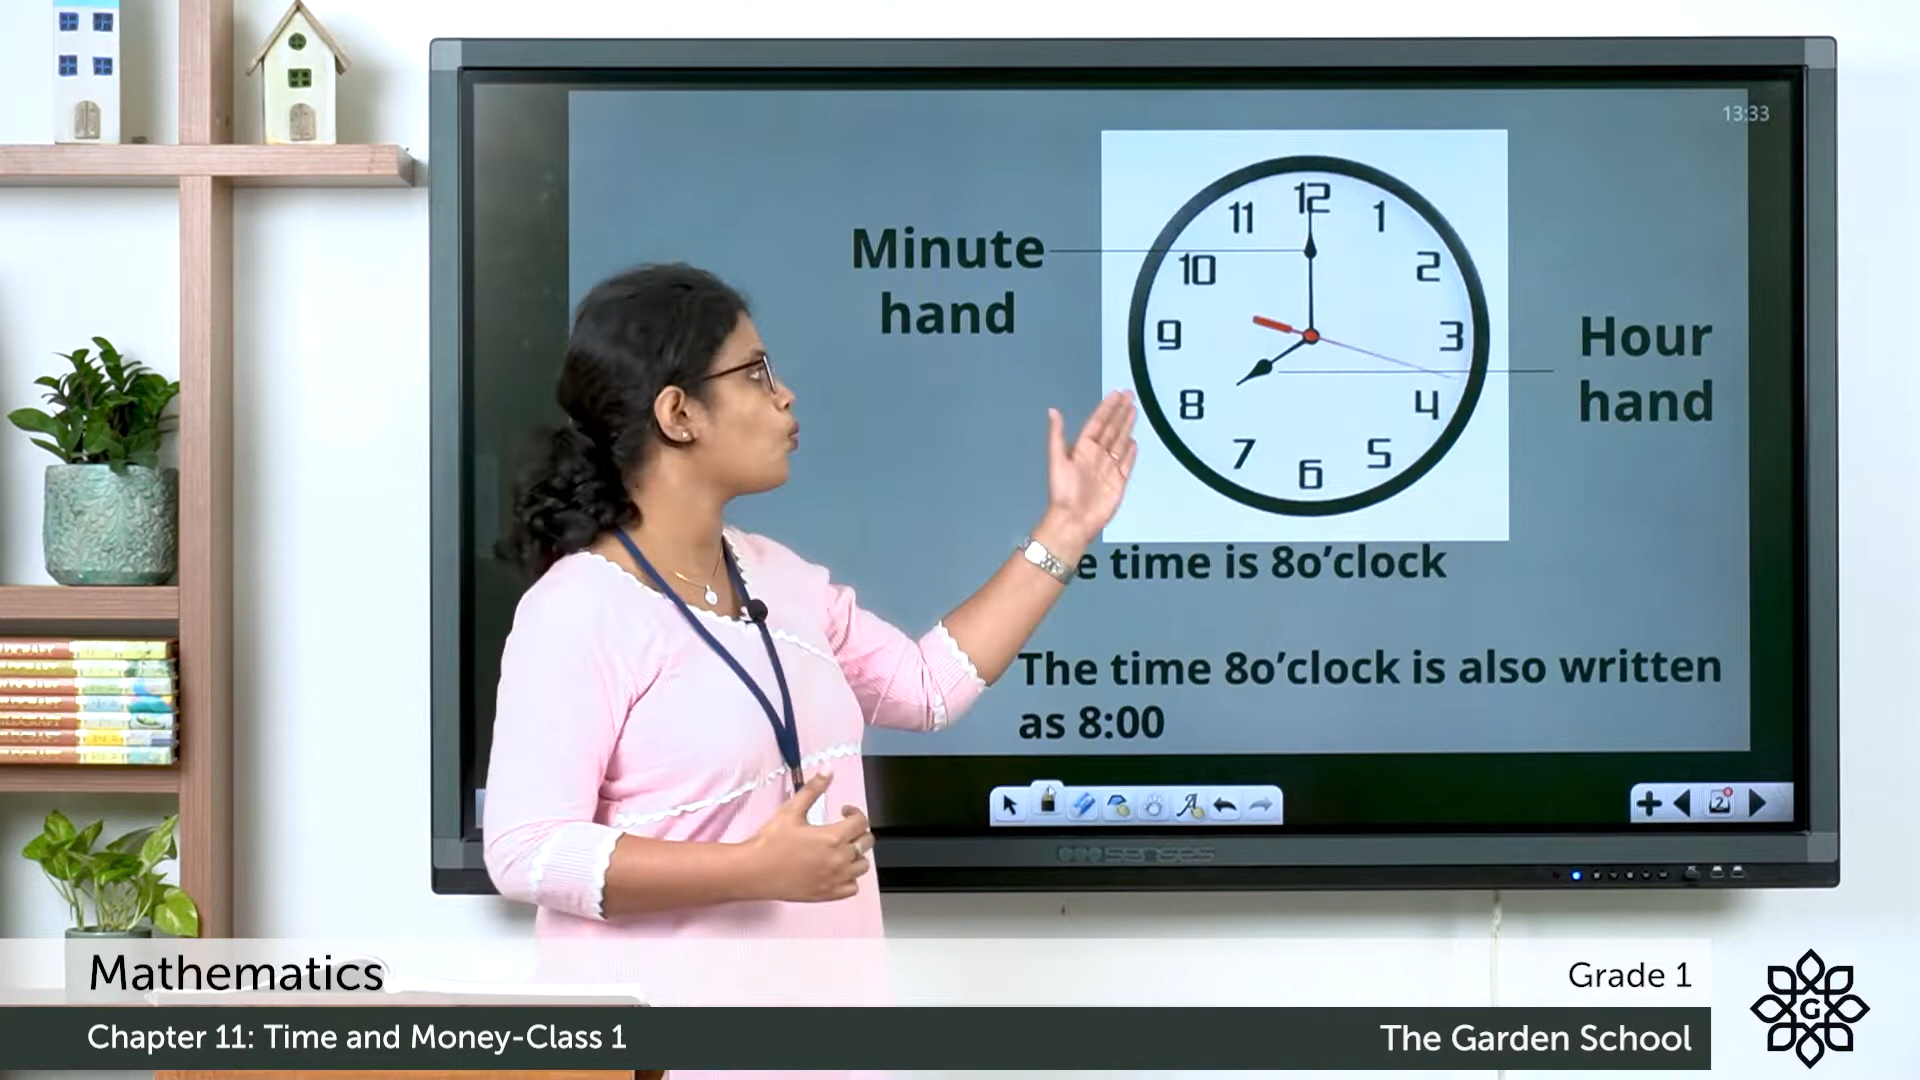 13:33
12
11
1
10
2
9
3
8
4
7
5
6
Minute
hand
Hour
hand
e time is 8o’clock
The time 8o’clock is also written
as 8:00
2
senses
Mathematics
Grade 1
Chapter 11: Time and Money-Class 1
The Garden School
G